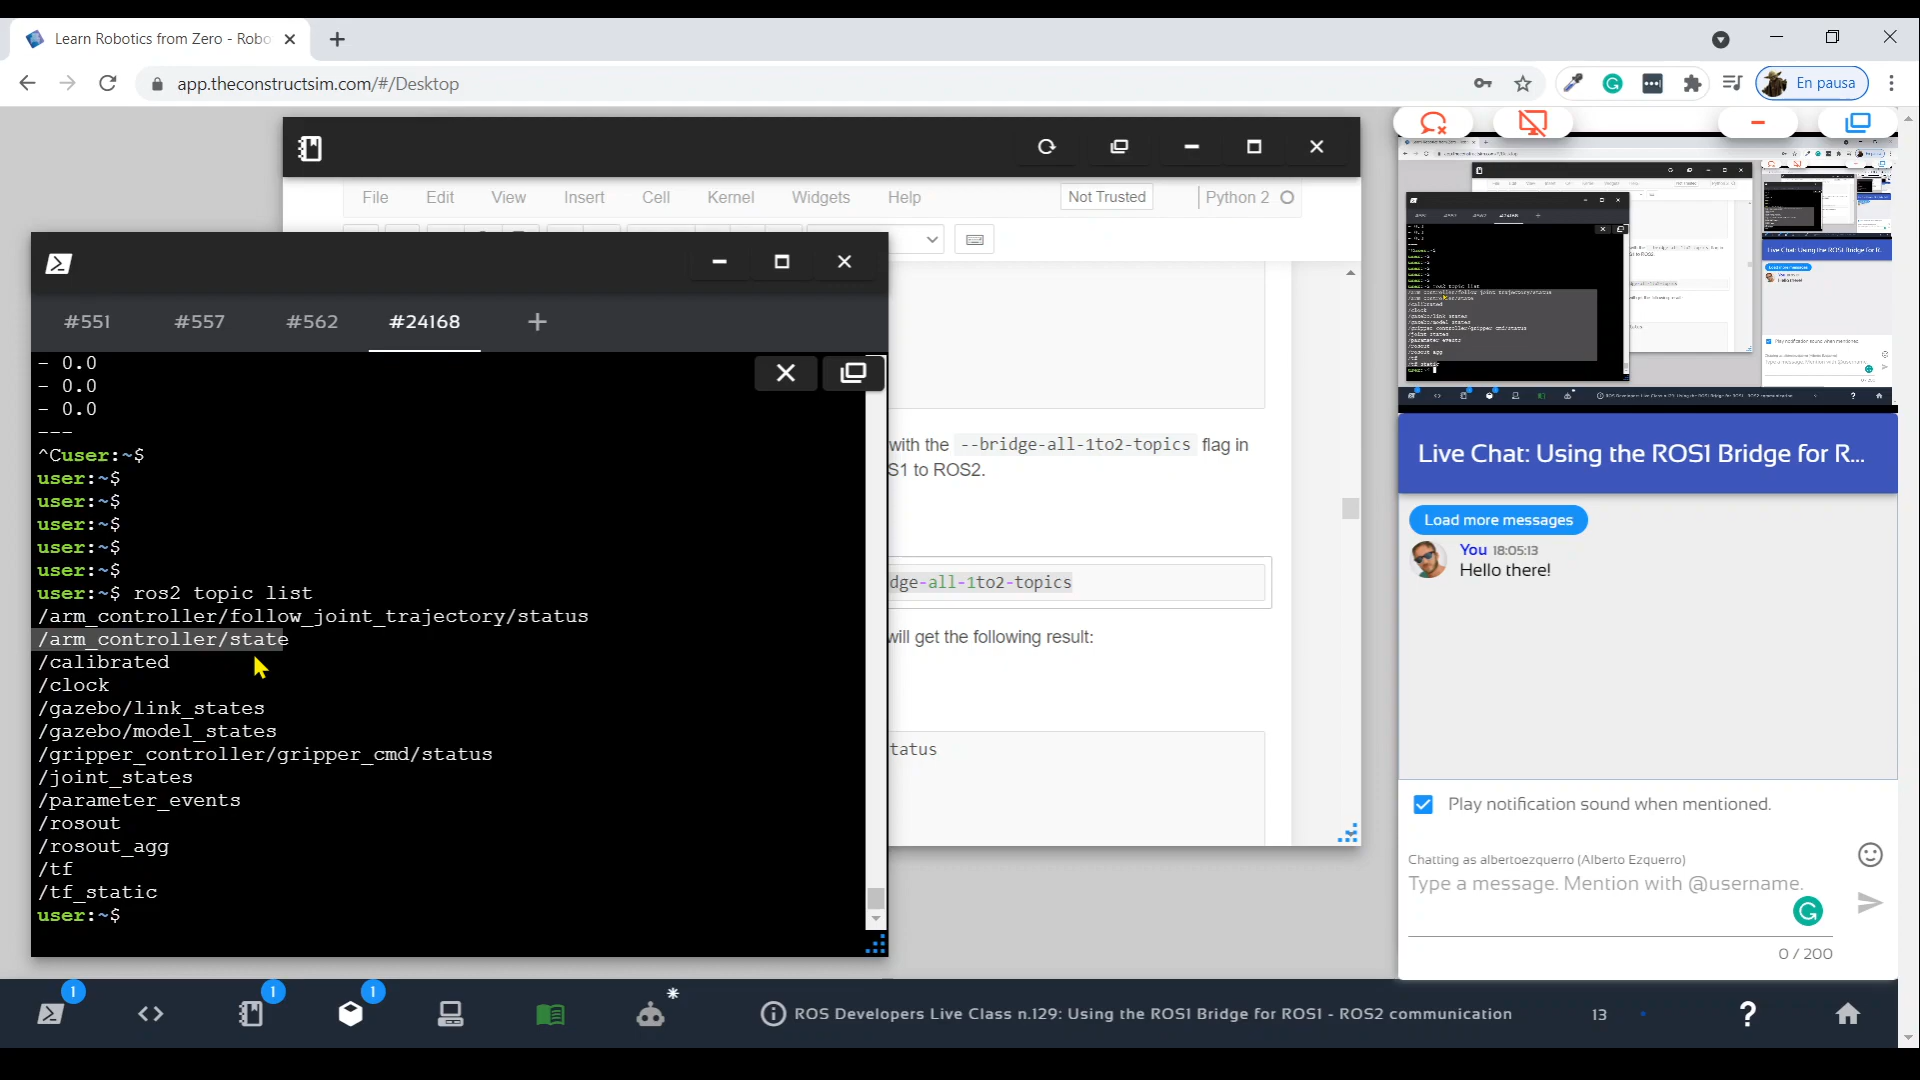 Learn Robotics from Zero - Robo
app.theconstructsim.com/#/Desktop
En pausa
File Edit View Insert Cell Kernel Widgets Help Not Trusted Python 2
#551 #557 #562 #24168 +
- 0.0
- 0.0
- 0.0
---
^Cuser:~$
user:~$
user:~$
user:~$
user:~$
user:~$
user:~$ ros2 topic list
/arm_controller/follow_joint_trajectory/status
/arm_controller/state
/calibrated
/clock
/gazebo/link_states
/gazebo/model_states
/gripper_controller/gripper_cmd/status
/joint_states
/parameter_events
/rosout
/rosout_agg
/tf
/tf_static
user:~$
with the --bridge-all-1to2-topics flag in
S1 to ROS2.
dge-all-1to2-topics
will get the following result:
tatus
Live Chat: Using the ROS1 Bridge for R...
Load more messages
You 18:05:13
Hello there!
Play notification sound when mentioned.
Chatting as albertoezquerro (Alberto Ezquerro)
Type a message. Mention with @username.
0 / 200
1 1 1
ROS Developers Live Class n.129: Using the ROS1 Bridge for ROS1 - ROS2 communication 13 ?